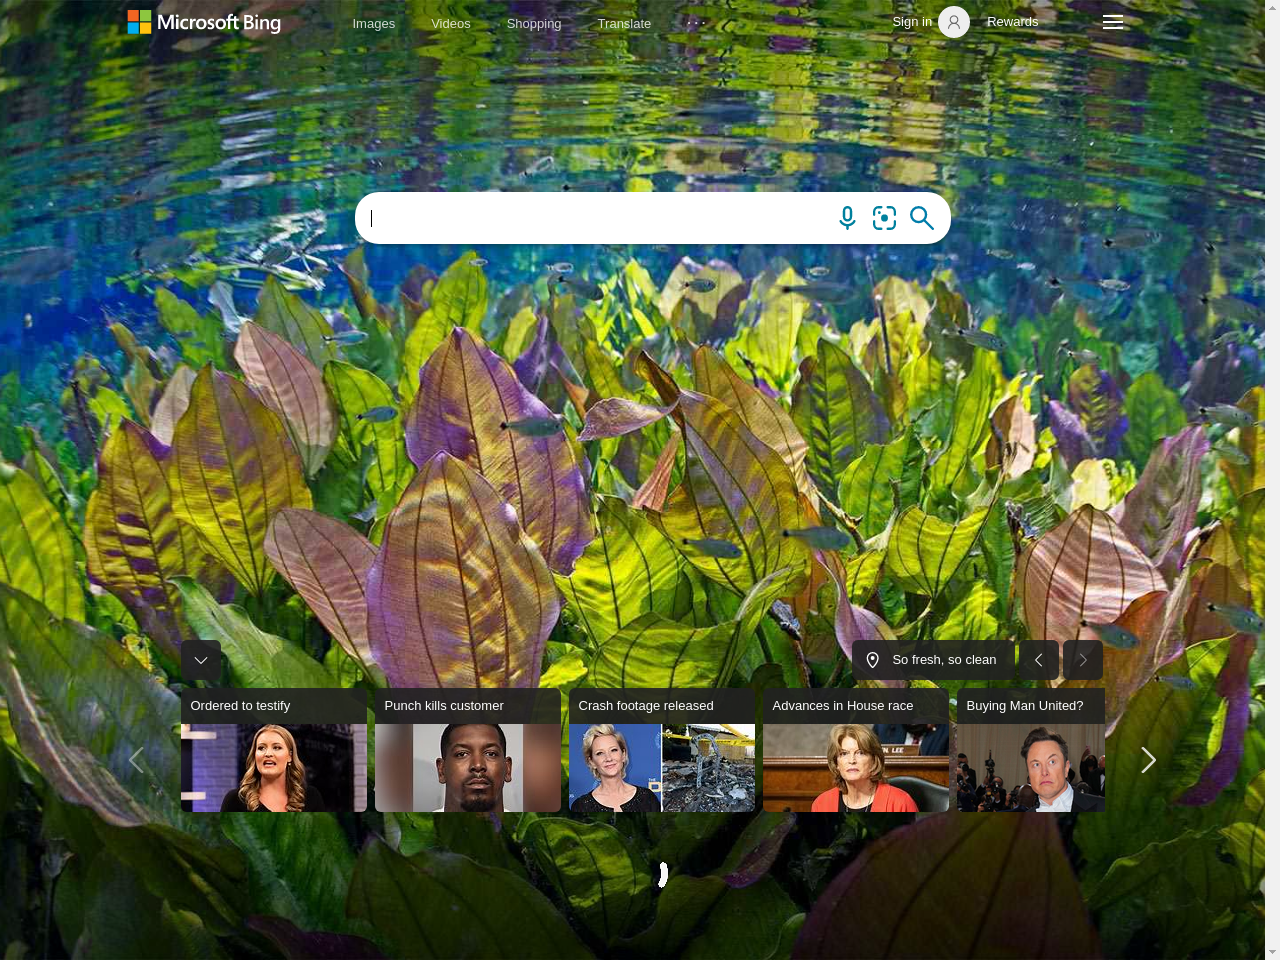 Microsoft Bing
Images Videos Shopping Translate ...
Sign in
Rewards
So fresh, so clean
Ordered to testify
Punch kills customer
Crash footage released
Advances in House race
Buying Man United?